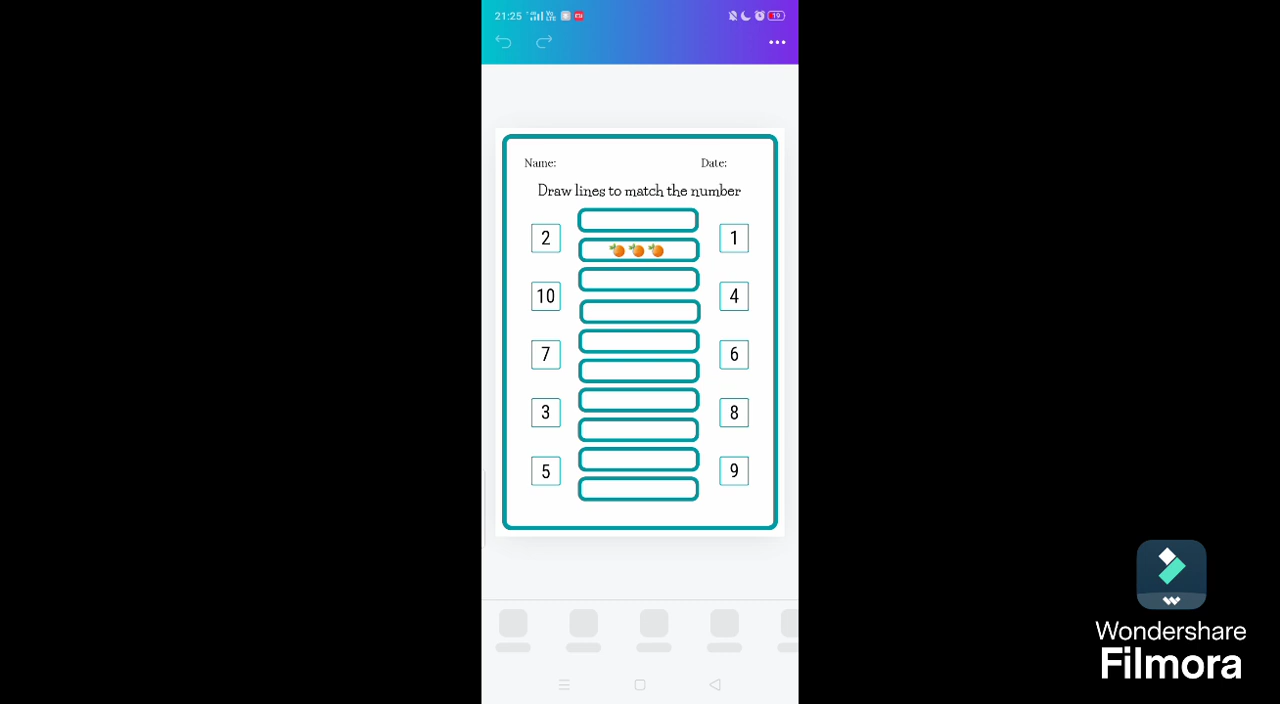 21:25
19
Name: Date:
Draw lines to match the number
2 1
10 4
7 6
3 8
5 9
Wondershare
Filmora